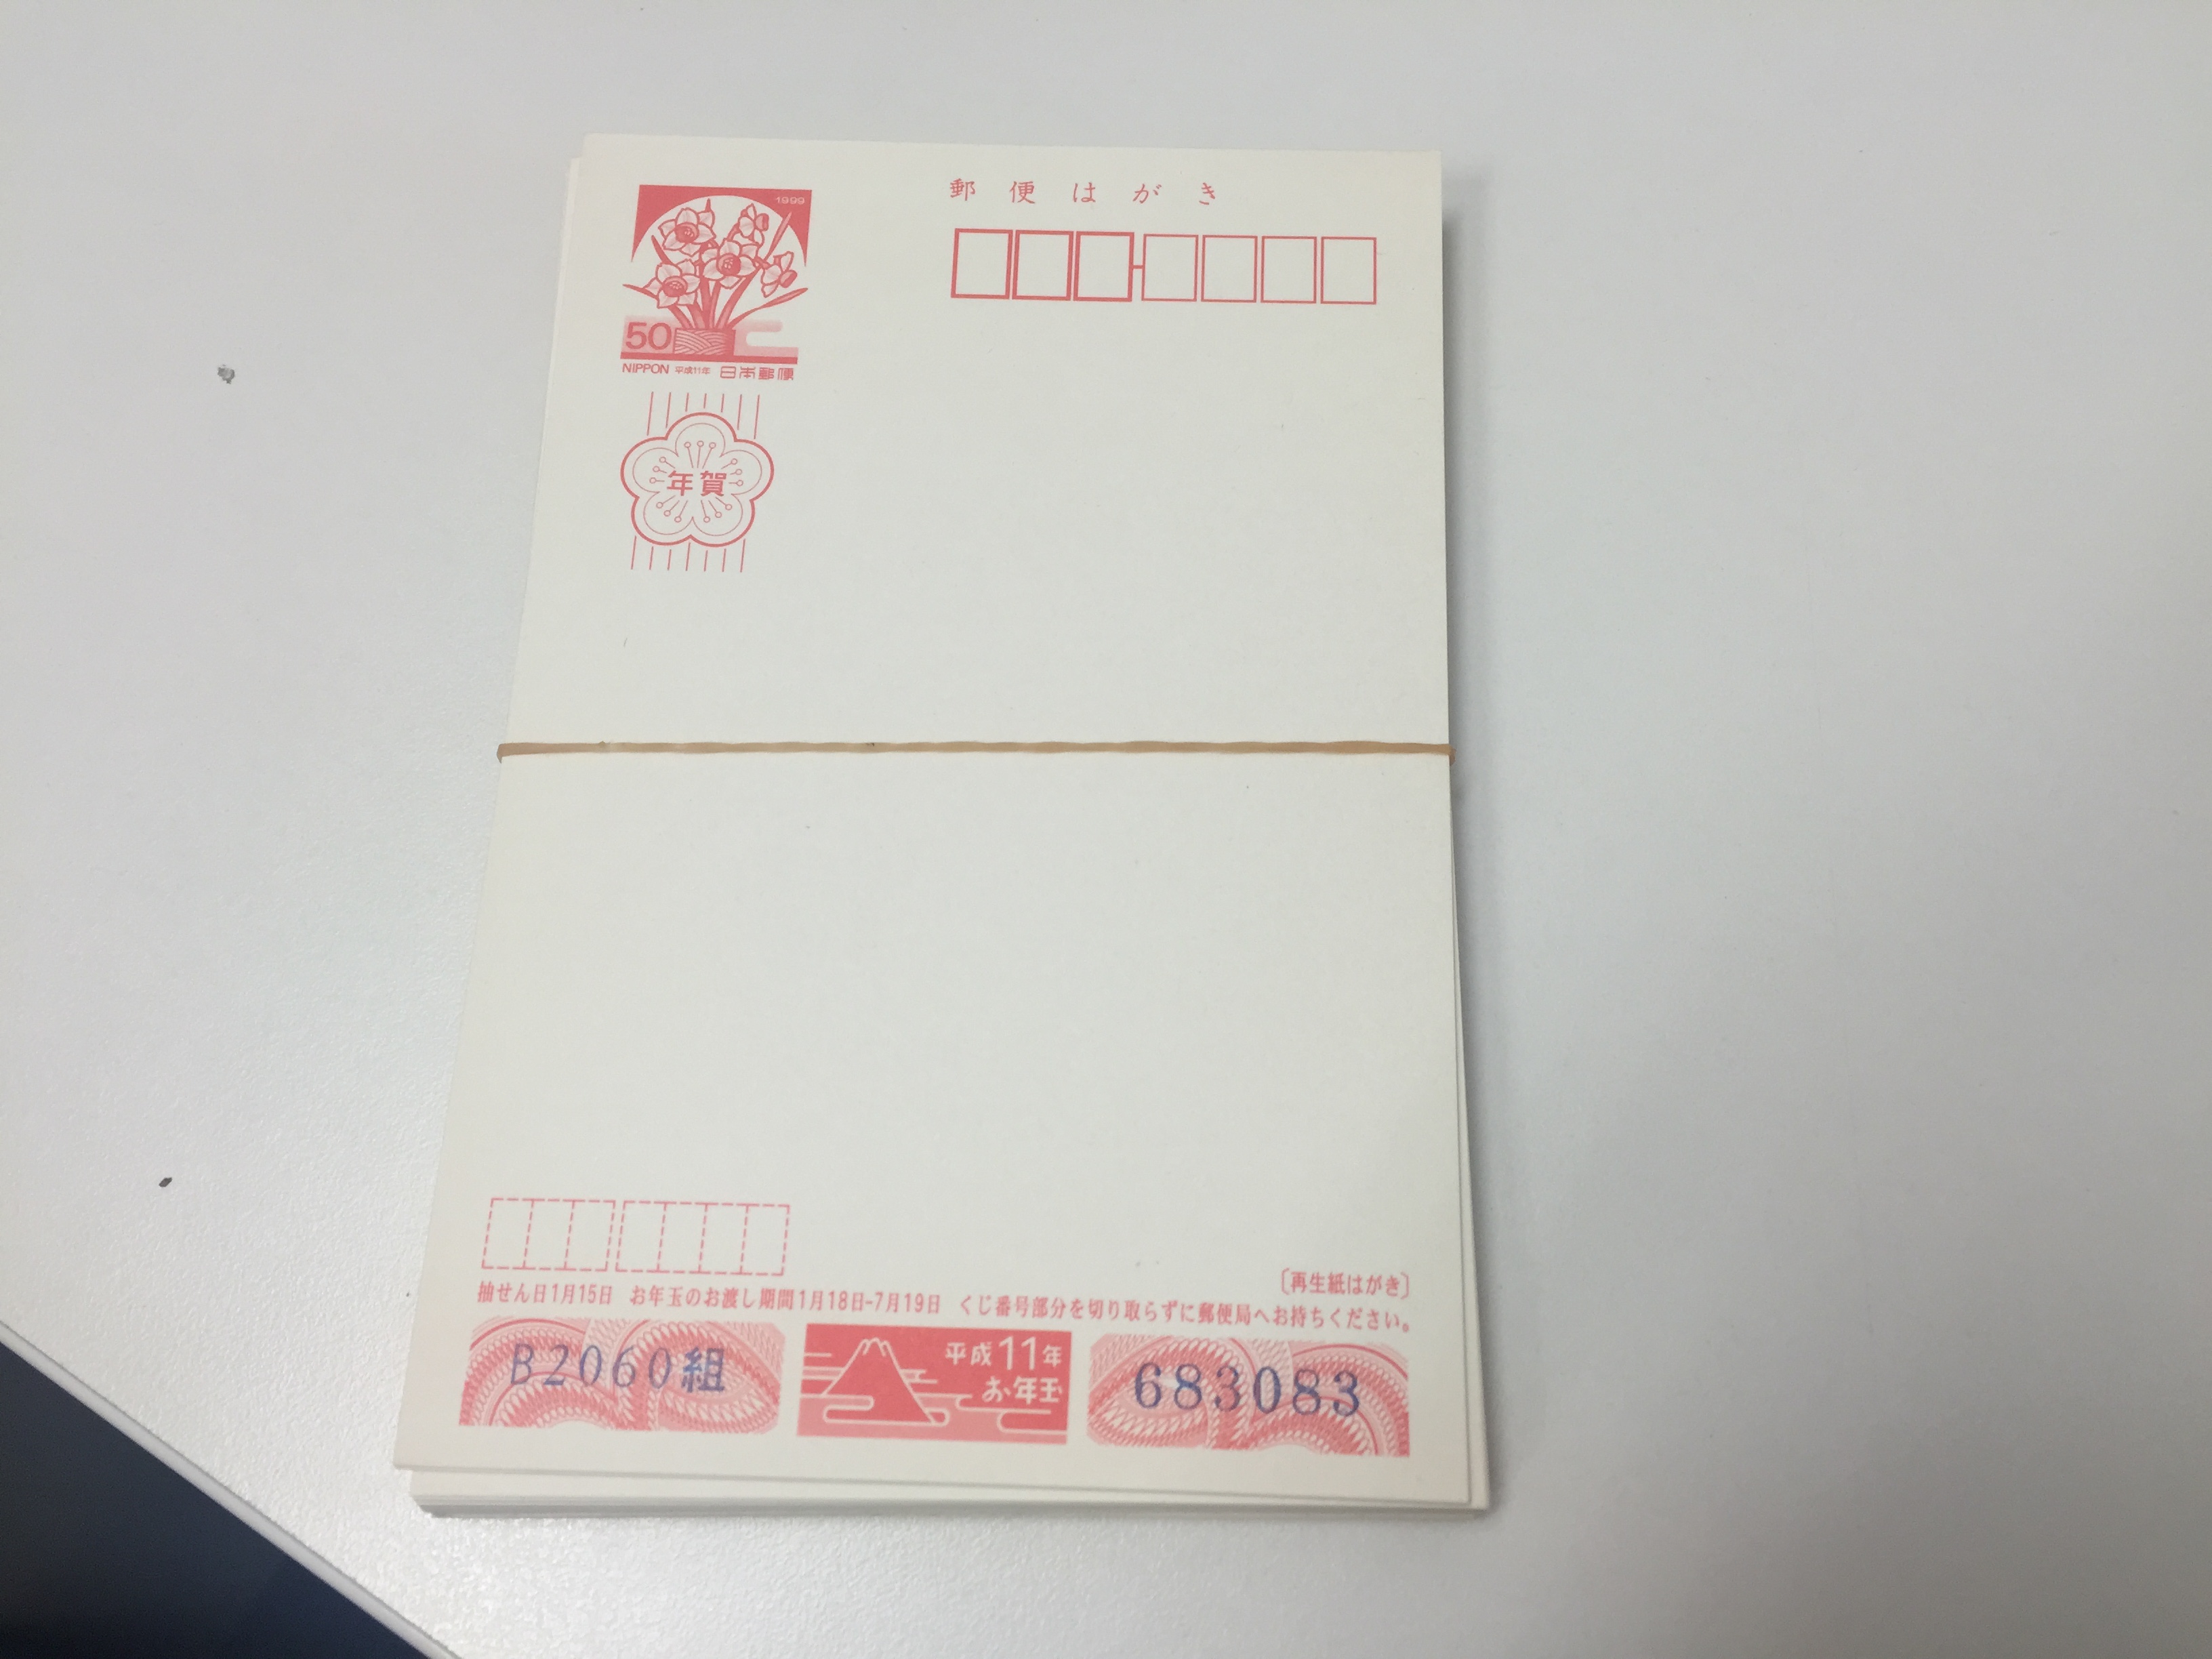 郵便はがき
1999
50
NIPPON 平成11年 日本郵便
年賀
〔再生紙はがき〕
抽せん日1月15日 お年玉のお渡し期間1月18日-7月19日 くじ番号部分を切り取らずに郵便局へお持ちください。
B2060組
平成11年
お年玉
683083